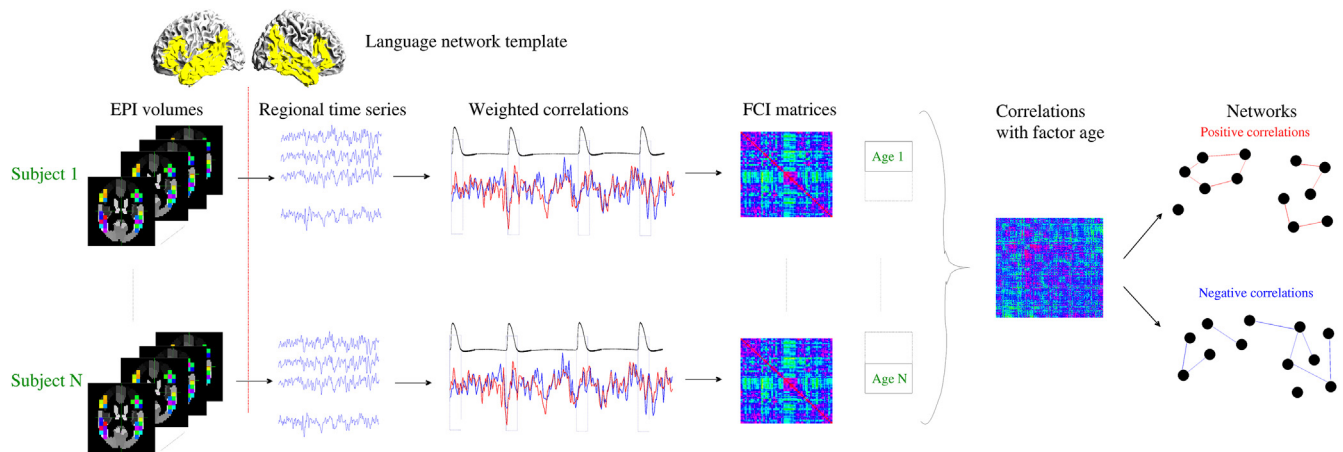 Language network template
EPI volumes
Regional time series
Weighted correlations
FCI matrices
Correlations
with factor age
Networks
Positive correlations
Subject 1
Age 1
Negative correlations
Subject N
Age N